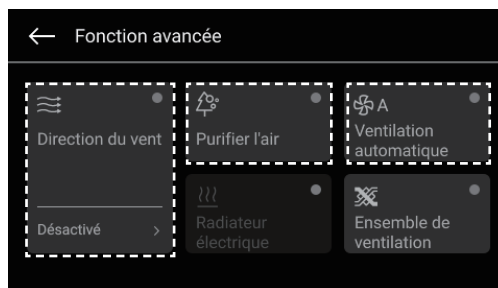 Fonction avancée
Direction du vent
Désactivé
Purifier l'air
A
Ventilation
automatique
Radiateur
électrique
Ensemble de
ventilation